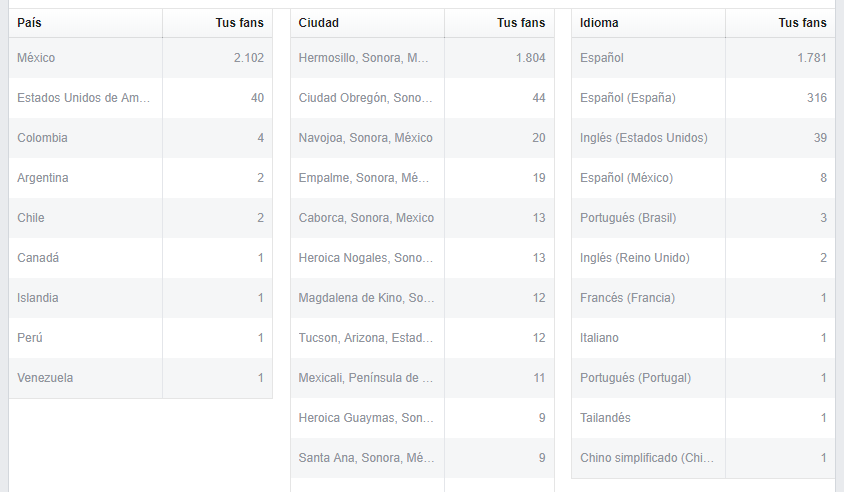 País Tus fans
México 2.102
Estados Unidos de Am... 40
Colombia 4
Argentina 2
Chile 2
Canadá 1
Islandia 1
Perú 1
Venezuela 1
Ciudad Tus fans
Hermosillo, Sonora, M... 1.804
Ciudad Obregón, Sono... 44
Navojoa, Sonora, México 20
Empalme, Sonora, Mé... 19
Caborca, Sonora, Mexico 13
Heroica Nogales, Sono... 13
Magdalena de Kino, So... 12
Tucson, Arizona, Estad... 12
Mexicali, Península de ... 11
Heroica Guaymas, Son... 9
Santa Ana, Sonora, Mé... 9
Idioma Tus fans
Español 1.781
Español (España) 316
Inglés (Estados Unidos) 39
Español (México) 8
Portugués (Brasil) 3
Inglés (Reino Unido) 2
Francés (Francia) 1
Italiano 1
Portugués (Portugal) 1
Tailandés 1
Chino simplificado (Chi... 1